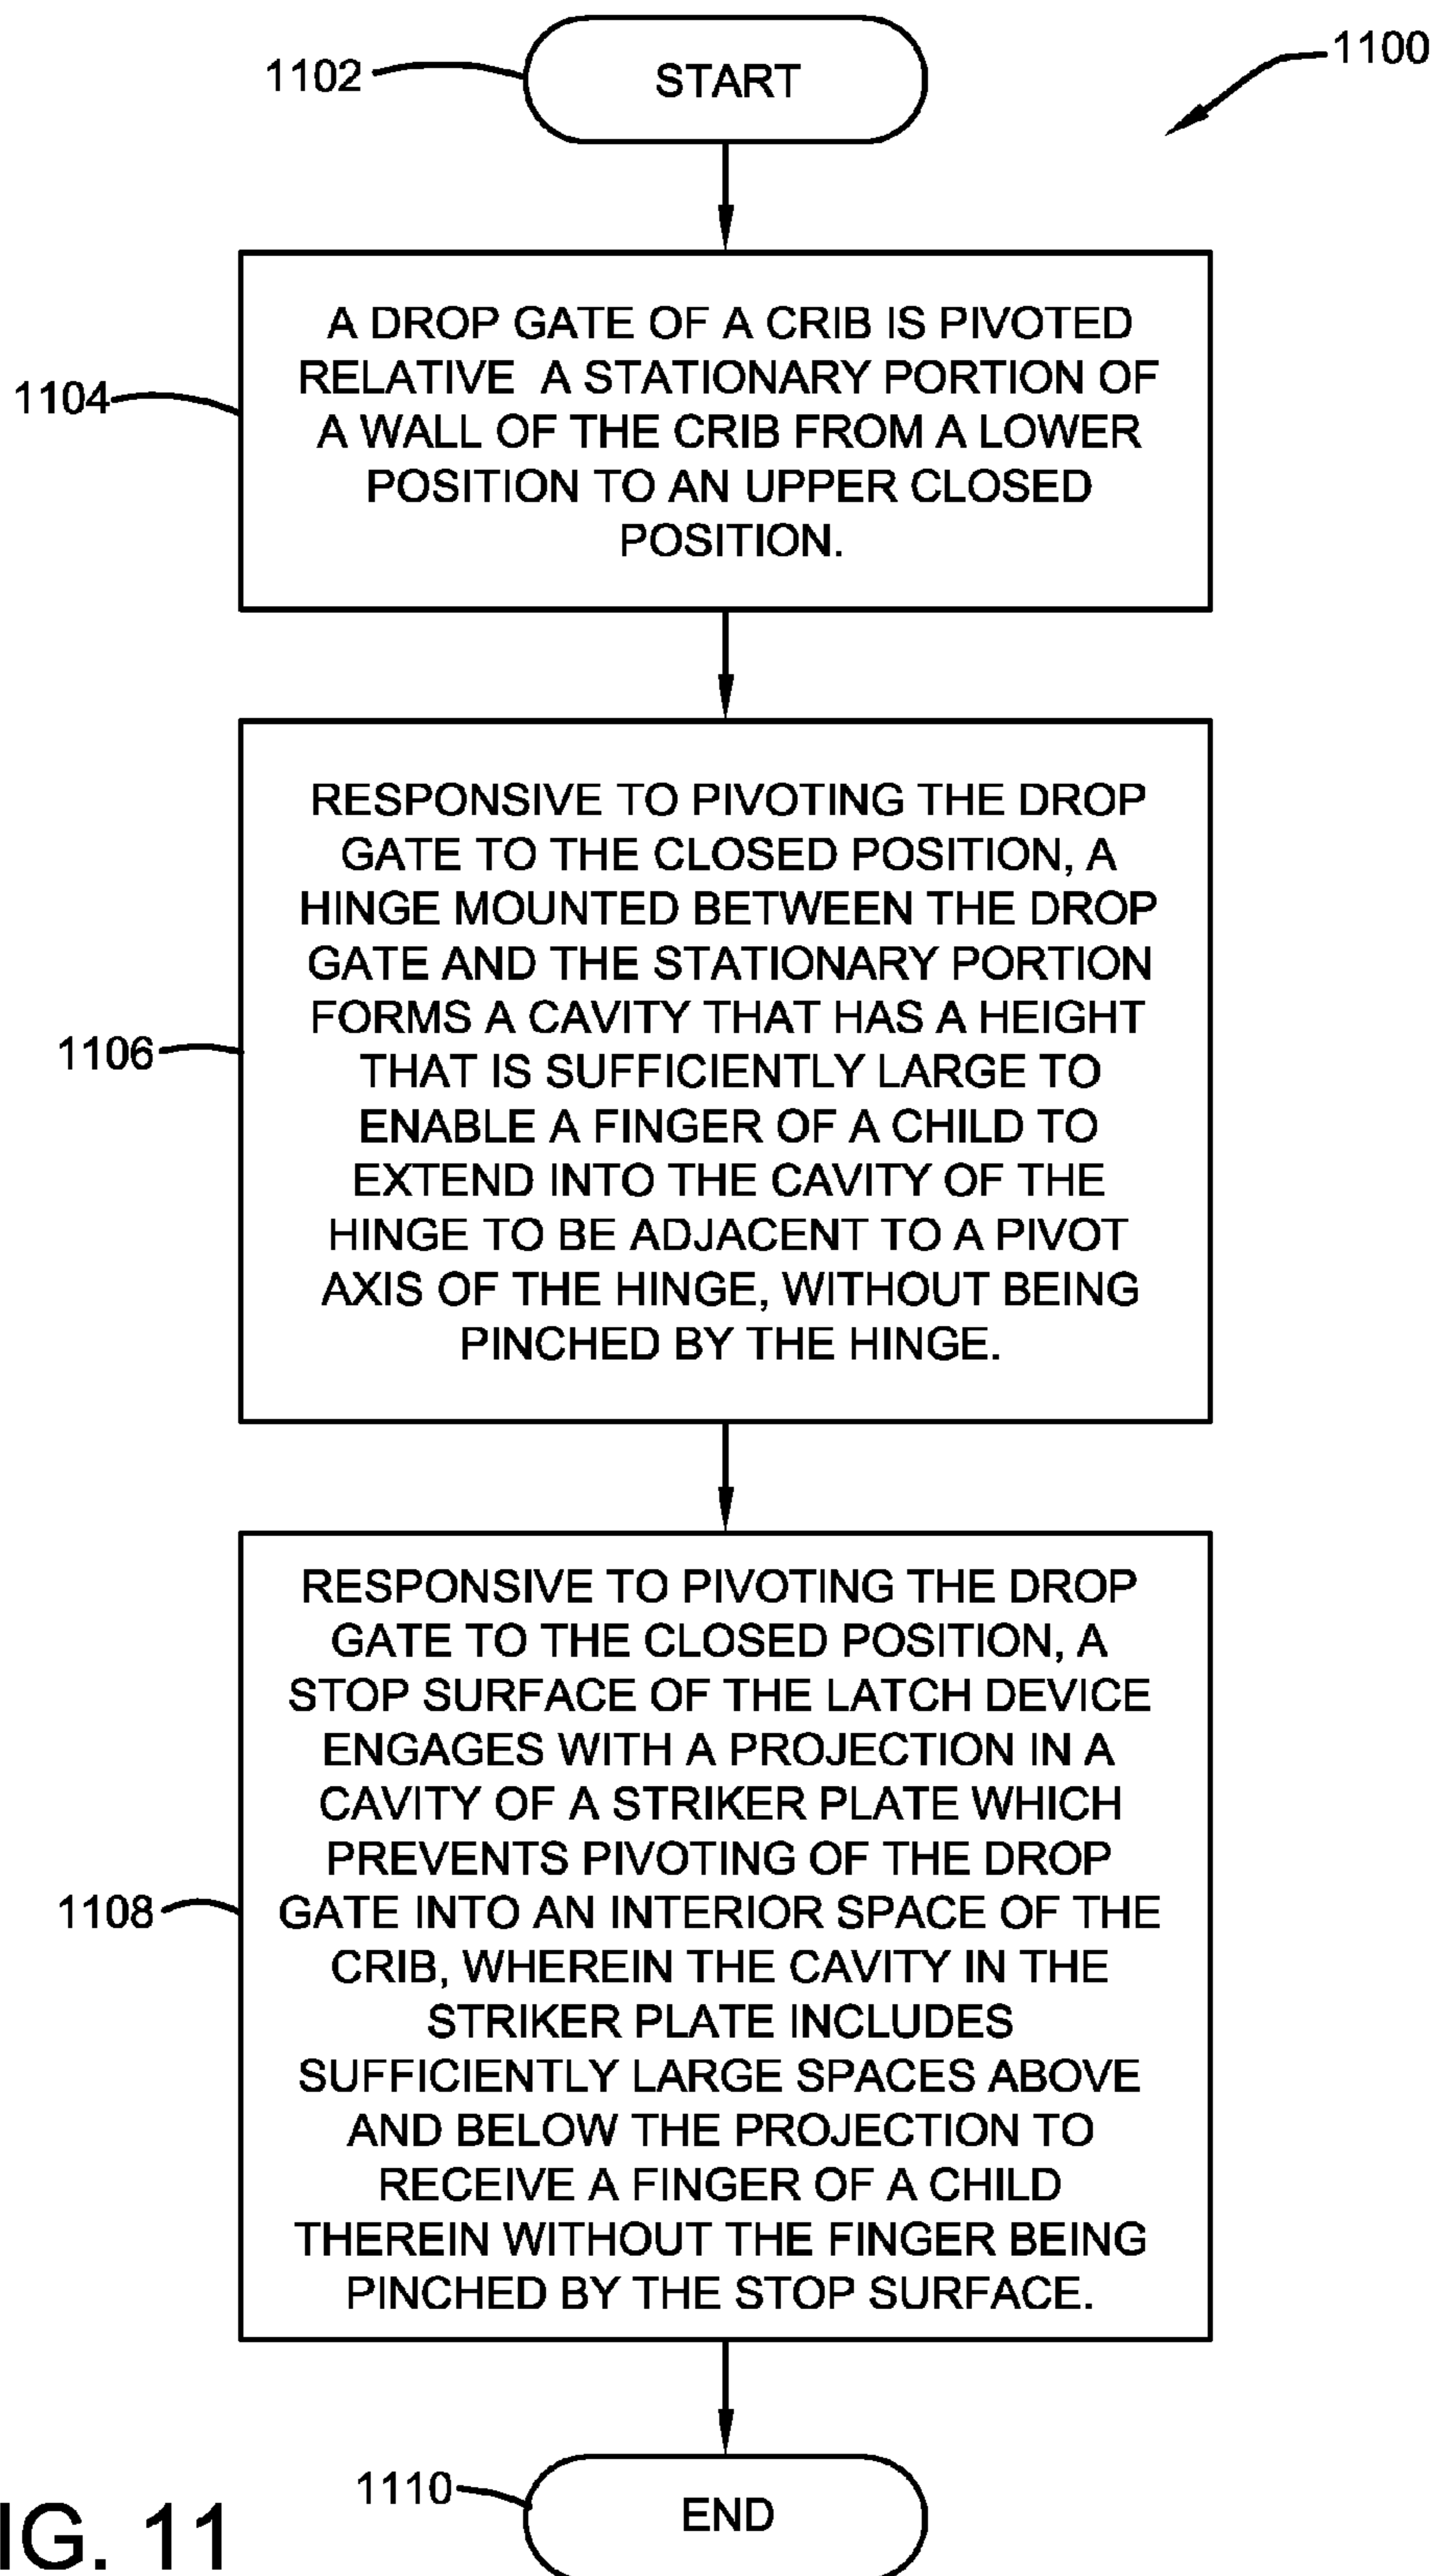 1102
START
1100
1104
A DROP GATE OF A CRIB IS PIVOTED
RELATIVE A STATIONARY PORTION OF
A WALL OF THE CRIB FROM A LOWER
POSITION TO AN UPPER CLOSED
POSITION.
1106
RESPONSIVE TO PIVOTING THE DROP
GATE TO THE CLOSED POSITION, A
HINGE MOUNTED BETWEEN THE DROP
GATE AND THE STATIONARY PORTION
FORMS A CAVITY THAT HAS A HEIGHT
THAT IS SUFFICIENTLY LARGE TO
ENABLE A FINGER OF A CHILD TO
EXTEND INTO THE CAVITY OF THE
HINGE TO BE ADJACENT TO A PIVOT
AXIS OF THE HINGE, WITHOUT BEING
PINCHED BY THE HINGE.
1108
RESPONSIVE TO PIVOTING THE DROP
GATE TO THE CLOSED POSITION, A
STOP SURFACE OF THE LATCH DEVICE
ENGAGES WITH A PROJECTION IN A
CAVITY OF A STRIKER PLATE WHICH
PREVENTS PIVOTING OF THE DROP
GATE INTO AN INTERIOR SPACE OF THE
CRIB, WHEREIN THE CAVITY IN THE
STRIKER PLATE INCLUDES
SUFFICIENTLY LARGE SPACES ABOVE
AND BELOW THE PROJECTION TO
RECEIVE A FINGER OF A CHILD
THEREIN WITHOUT THE FINGER BEING
PINCHED BY THE STOP SURFACE.
1110
END
IG. 11